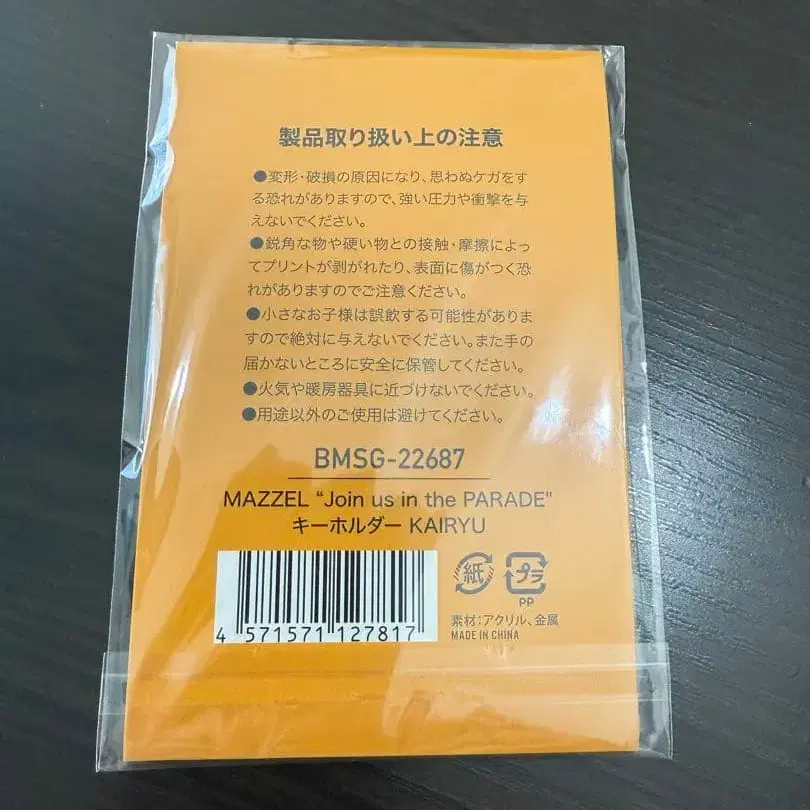 製品取り扱い上の注意
●変形・破損の原因になり、思わぬケガをす
る恐れがありますので、強い圧力や衝撃を与
えないでください。
●鋭角な物や硬い物との接触・摩擦によっ
てプリントが剥がれたり、表面に傷がつく恐
れがありますのでご注意ください。
●小さなお子様は誤飲する可能性がありま
すので絶対に与えないでください。また手の
届かないところに安全に保管してください。
●火気や暖房器具に近づけないでください。
●用途以外のご使用は避けてください。
BMSG-22687
MAZZEL “Join us in the PARADE”
キーホルダー KAIRYU
4 571571 127817
紙
プラ
PP
素材：アクリル、金属
MADE IN CHINA